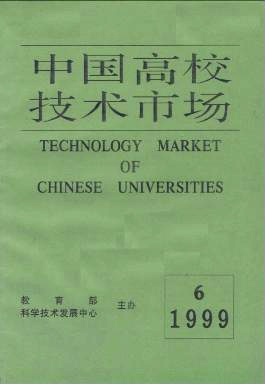 中国高校
技术市场
TECHNOLOGY MARKET
OF
CHINESE UNIVERSITIES
教育部
科学技术发展中心
主办
6
1999